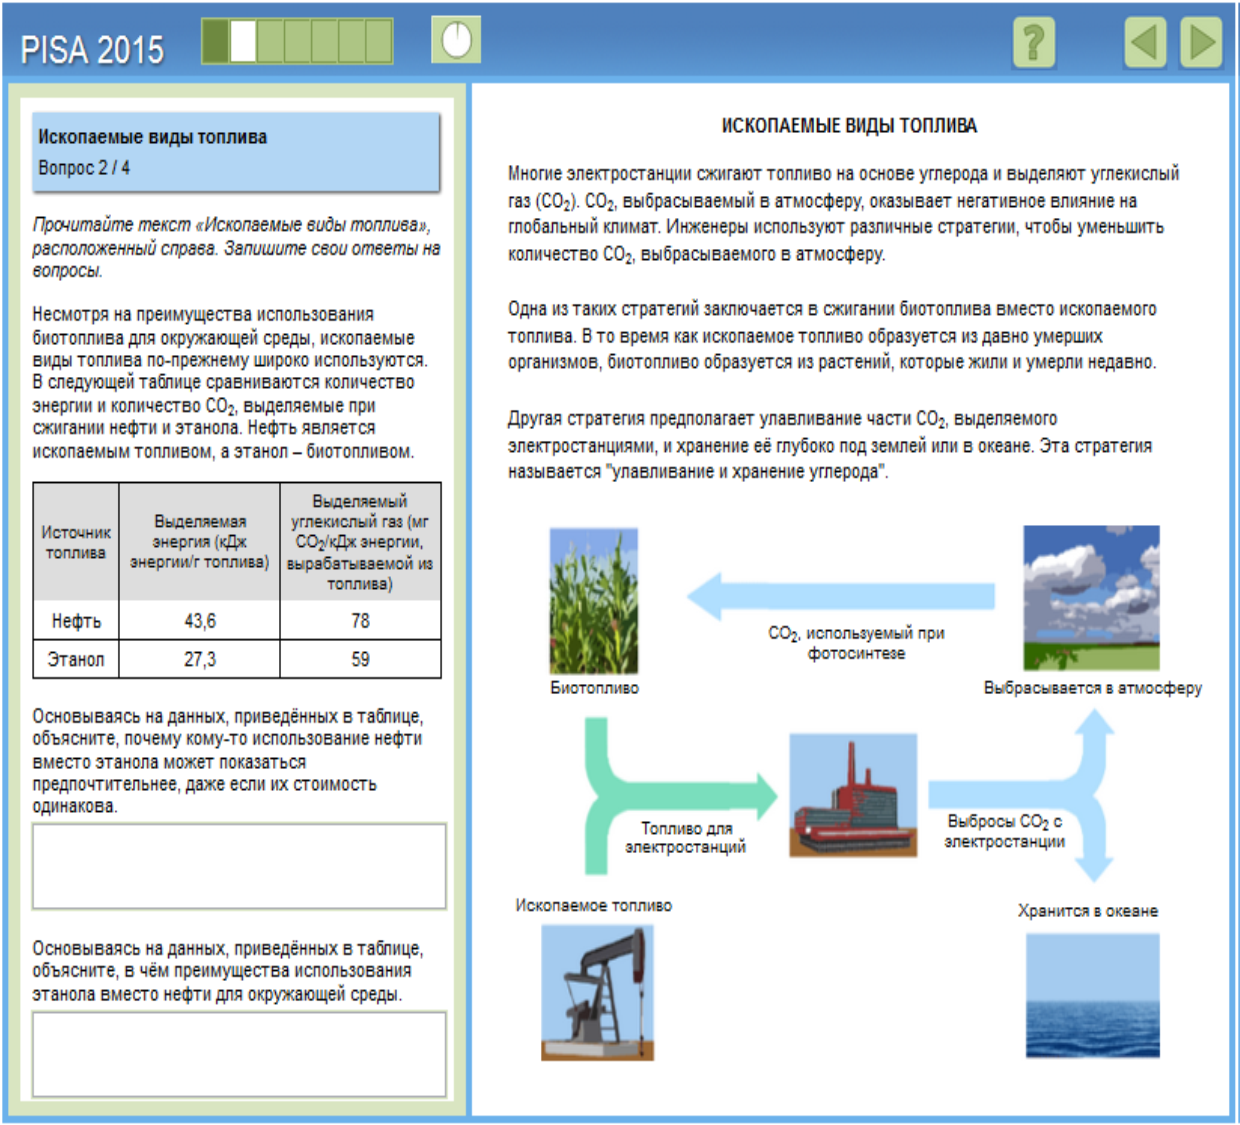 PISA 2015
?
Ископаемые виды топлива
Вопрос 2 / 4
Прочитайте текст «Ископаемые виды топлива»,
расположенный справа. Запишите свои ответы на
вопросы.
Несмотря на преимущества использования
биотоплива для окружающей среды, ископаемые
виды топлива по-прежнему широко используются.
В следующей таблице сравниваются количество
энергии и количество CO₂, выделяемые при
сжигании нефти и этанола. Нефть является
ископаемым топливом, а этанол – биотопливом.
Источник
топлива
Выделяемая
энергия (кДж
энергии/г топлива)
Выделяемый
углекислый газ (мг
CO₂/кДж энергии,
вырабатываемой из
топлива)
Нефть 43,6 78
Этанол 27,3 59
Основываясь на данных, приведённых в таблице,
объясните, почему кому-то использование нефти
вместо этанола может показаться
предпочтительнее, даже если их стоимость
одинакова.
Основываясь на данных, приведённых в таблице,
объясните, в чём преимущества использования
этанола вместо нефти для окружающей среды.
ИСКОПАЕМЫЕ ВИДЫ ТОПЛИВА
Многие электростанции сжигают топливо на основе углерода и выделяют углекислый
газ (CO₂). CO₂, выбрасываемый в атмосферу, оказывает негативное влияние на
глобальный климат. Инженеры используют различные стратегии, чтобы уменьшить
количество CO₂, выбрасываемого в атмосферу.
Одна из таких стратегий заключается в сжигании биотоплива вместо ископаемого
топлива. В то время как ископаемое топливо образуется из давно умерших
организмов, биотопливо образуется из растений, которые жили и умерли недавно.
Другая стратегия предполагает улавливание части CO₂, выделяемого
электростанциями, и хранение её глубоко под землей или в океане. Эта стратегия
называется "улавливание и хранение углерода".
CO₂, используемый при
фотосинтезе
Биотопливо
Выбрасывается в атмосферу
Топливо для
электростанций
Выбросы CO₂ с
электростанции
Ископаемое топливо
Хранится в океане